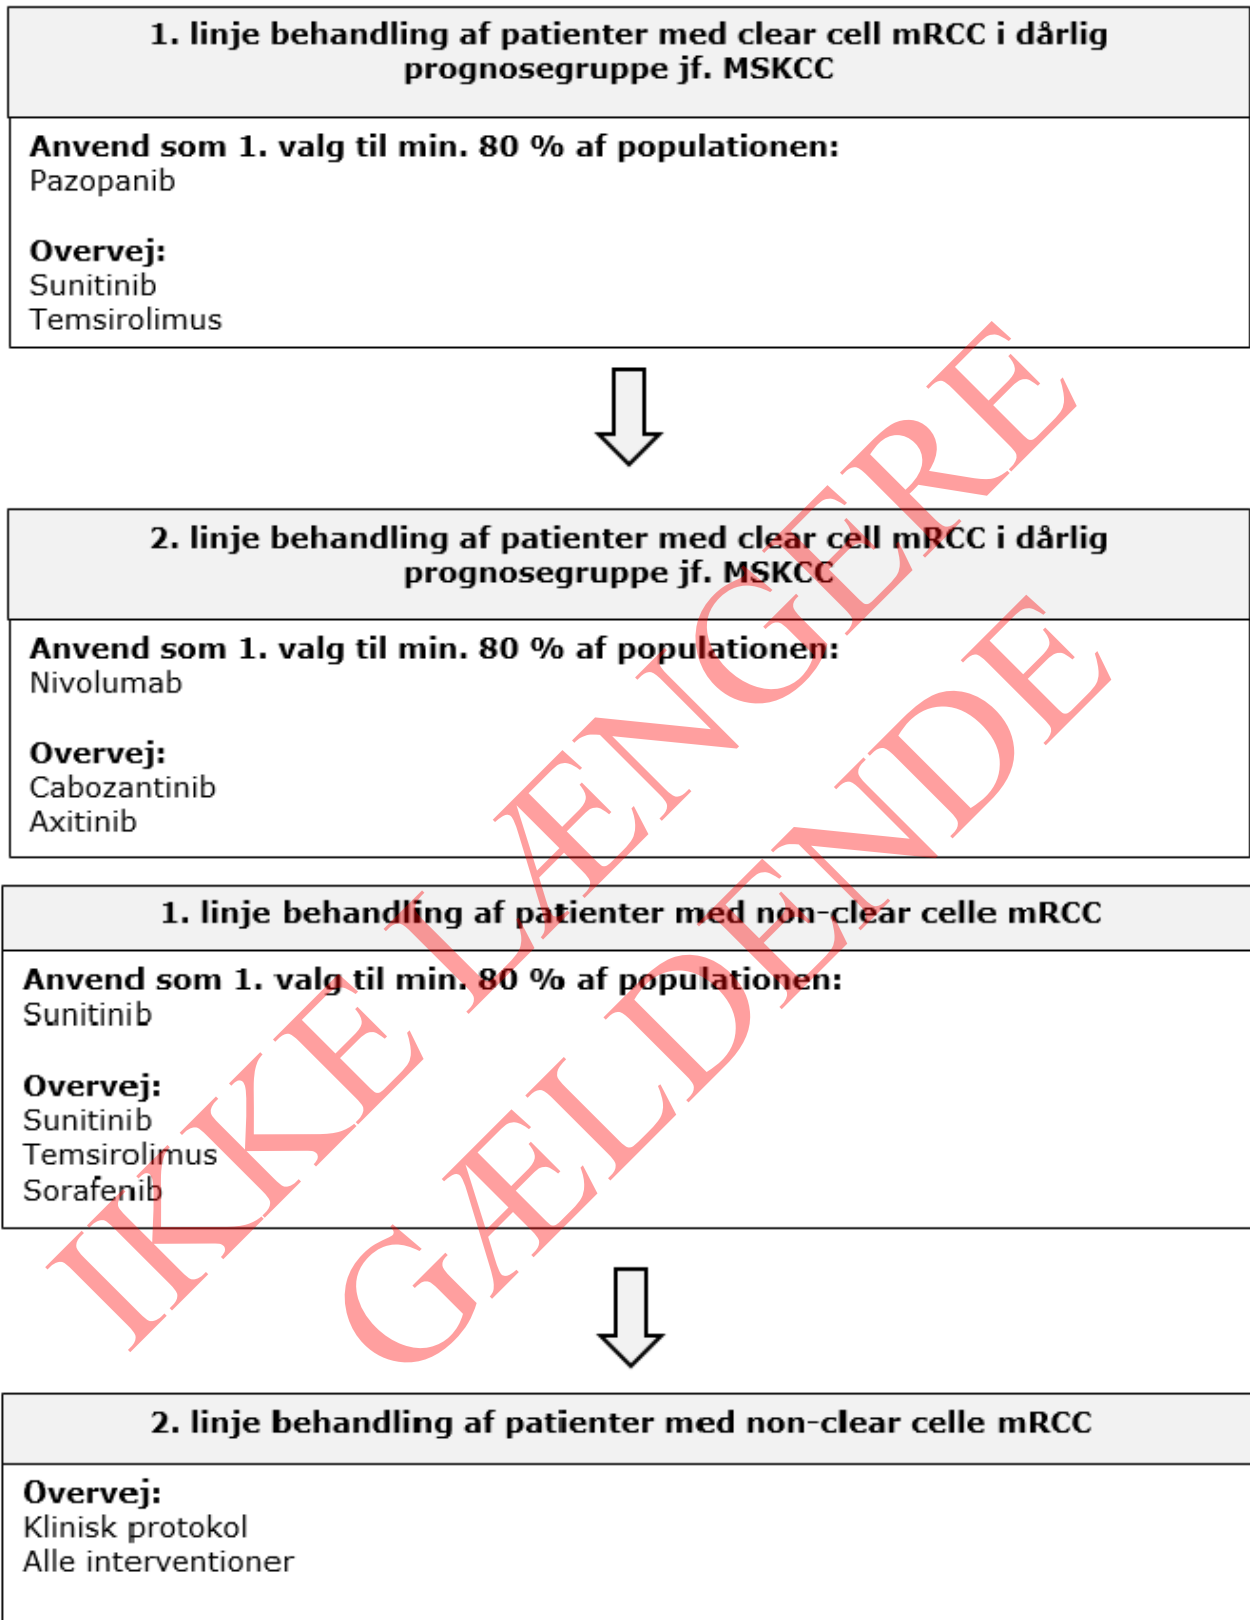 1. linje behandling af patienter med clear cell mRCC i dårlig
prognosegruppe jf. MSKCC
Anvend som 1. valg til min. 80 % af populationen:
Pazopanib
Overvej:
Sunitinib
Temsirolimus
2. linje behandling af patienter med clear cell mRCC i dårlig
prognosegruppe jf. MSKCC
Anvend som 1. valg til min. 80 % af populationen:
Nivolumab
Overvej:
Cabozantinib
Axitinib
1. linje behandling af patienter med non-clear celle mRCC
Anvend som 1. valg til min. 80 % af populationen:
Sunitinib
Overvej:
Sunitinib
Temsirolimus
Sorafenib
2. linje behandling af patienter med non-clear celle mRCC
Overvej:
Klinisk protokol
Alle interventioner
IKKE LÆNGERE
GÆLDENDE